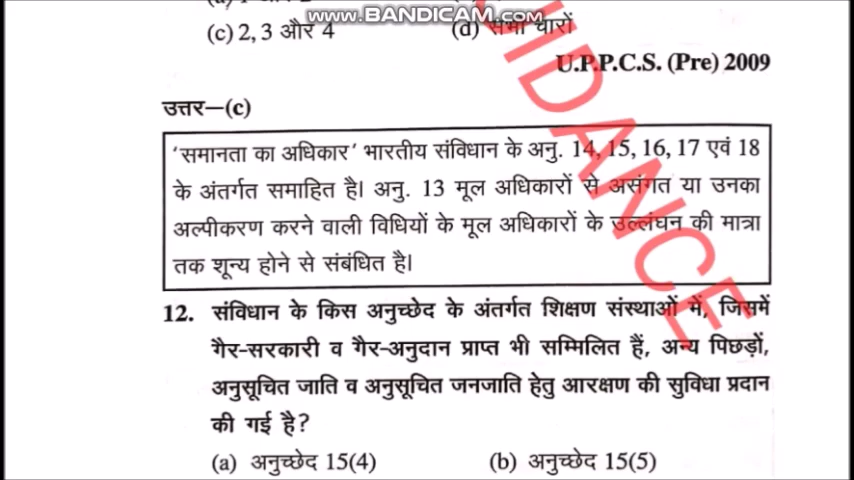 www.BANDICAM.com
(c) 2, 3 और 4 (d) सभी चारों
U.P.P.C.S. (Pre) 2009
उत्तर—(c)
'समानता का अधिकार' भारतीय संविधान के अनु. 14, 15, 16, 17 एवं 18
के अंतर्गत समाहित है। अनु. 13 मूल अधिकारों से असंगत या उनका
अल्पीकरण करने वाली विधियों के मूल अधिकारों के उल्लंघन की मात्रा
तक शून्य होने से संबंधित है।
12. संविधान के किस अनुच्छेद के अंतर्गत शिक्षण संस्थाओं में, जिसमें
गैर-सरकारी व गैर-अनुदान प्राप्त भी सम्मिलित हैं, अन्य पिछड़ों,
अनुसूचित जाति व अनुसूचित जनजाति हेतु आरक्षण की सुविधा प्रदान
की गई है?
(a) अनुच्छेद 15(4) (b) अनुच्छेद 15(5)